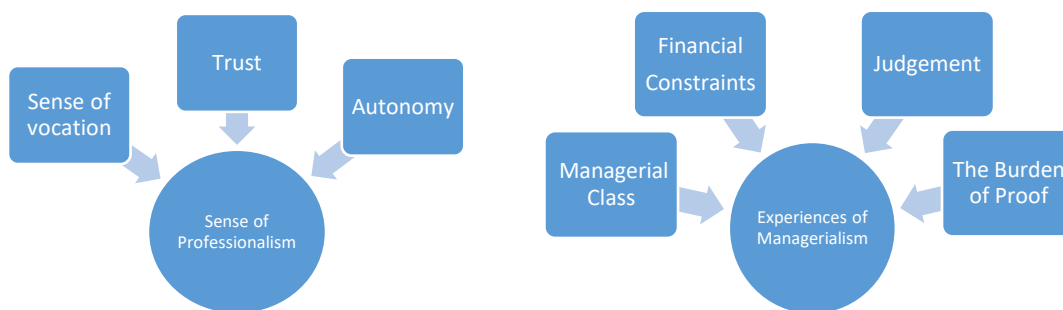 Sense of
vocation
Trust
Autonomy
Sense of
Professionalism
Managerial
Class
Financial
Constraints
Judgement
The Burden
of Proof
Experiences of
Managerialism